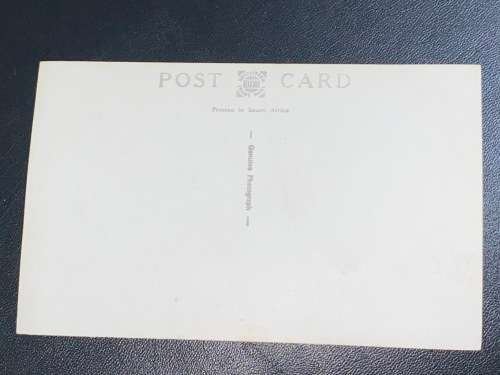 POST CARD
Printed in South Africa
— Genuine Photograph —